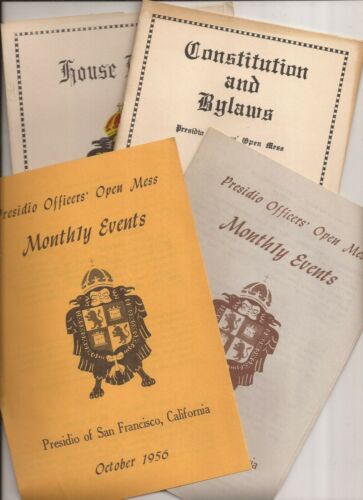 House
Constitution
and
Bylaws
Presidio Officers' Open Mess
Presidio Officers' Open Mess
Monthly Events
Presidio of San Francisco, California
October 1956
Presidio Officers' Open Mess
Monthly Events